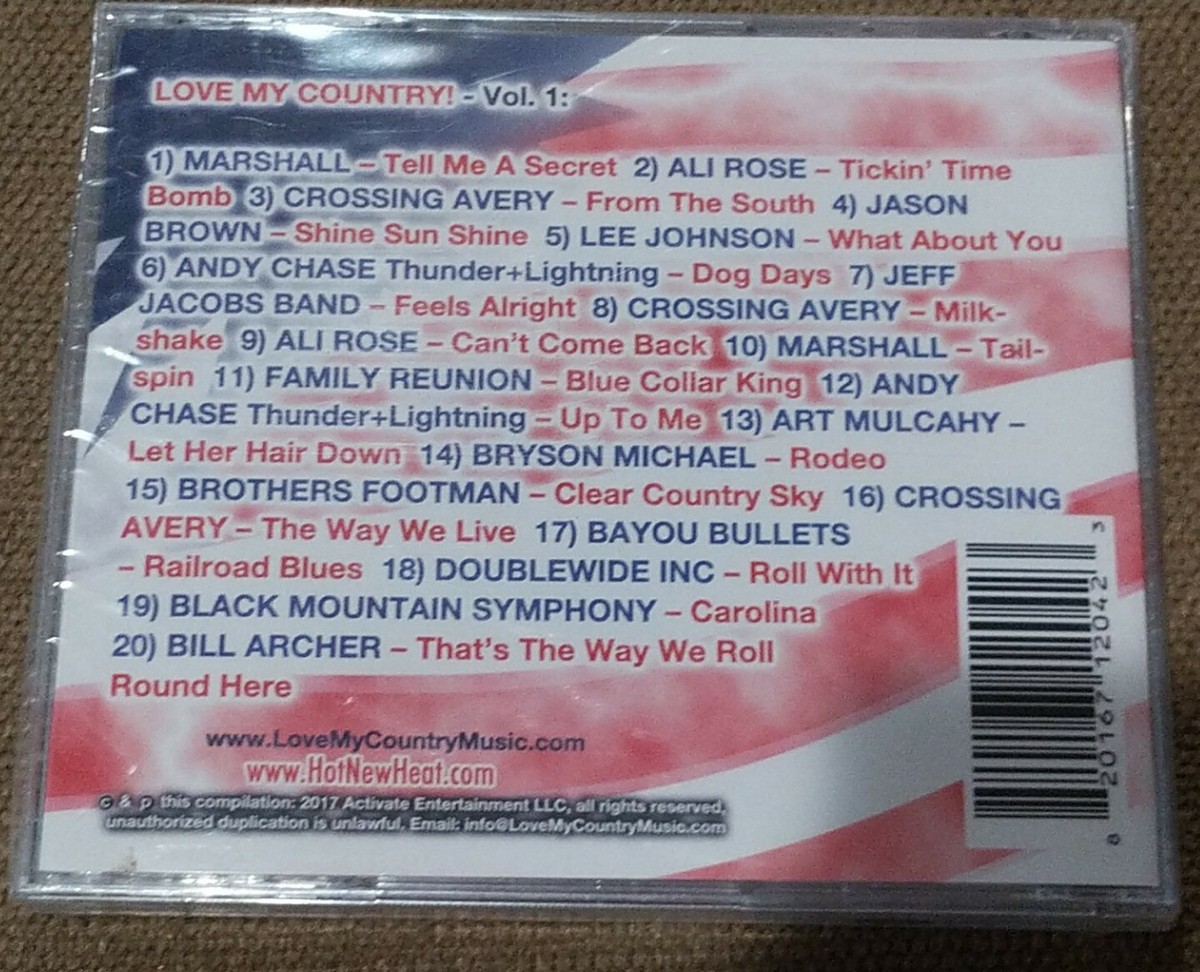 LOVE MY COUNTRY! - Vol. 1:
1) MARSHALL – Tell Me A Secret 2) ALI ROSE – Tickin' Time
Bomb 3) CROSSING AVERY – From The South 4) JASON
BROWN – Shine Sun Shine 5) LEE JOHNSON – What About You
6) ANDY CHASE Thunder+Lightning – Dog Days 7) JEFF
JACOBS BAND – Feels Alright 8) CROSSING AVERY – Milk-
shake 9) ALI ROSE – Can't Come Back 10) MARSHALL – Tail-
spin 11) FAMILY REUNION – Blue Collar King 12) ANDY
CHASE Thunder+Lightning – Up To Me 13) ART MULCAHY –
Let Her Hair Down 14) BRYSON MICHAEL – Rodeo
15) BROTHERS FOOTMAN – Clear Country Sky 16) CROSSING
AVERY – The Way We Live 17) BAYOU BULLETS
– Railroad Blues 18) DOUBLEWIDE INC – Roll With It
19) BLACK MOUNTAIN SYMPHONY – Carolina
20) BILL ARCHER – That's The Way We Roll
Round Here
www.LoveMyCountryMusic.com
www.HotNewHeat.com
© & ℗ this compilation: 2017 Activate Entertainment LLC, all rights reserved,
unauthorized duplication is unlawful. Email: info@LoveMyCountryMusic.com
8 20167 12042 3